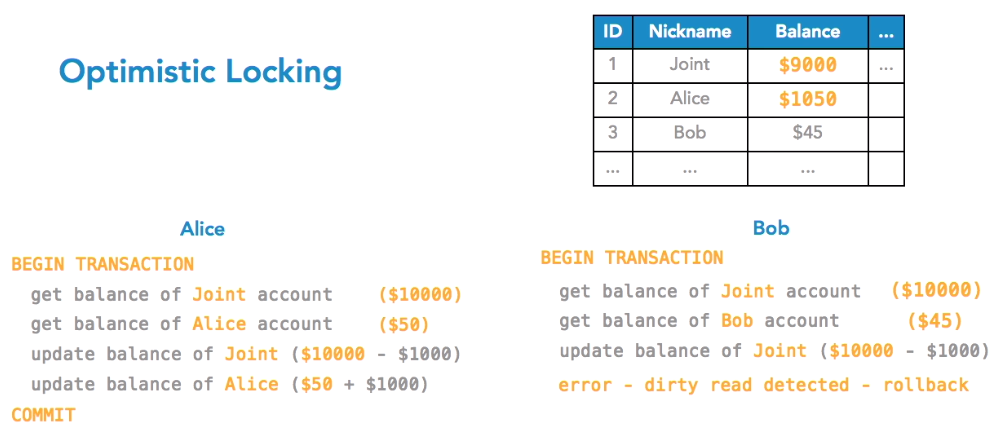 Optimistic Locking
ID Nickname Balance ...
1 Joint $9000 ...
2 Alice $1050
3 Bob $45
... ... ...
Alice
BEGIN TRANSACTION
get balance of Joint account ($10000)
get balance of Alice account ($50)
update balance of Joint ($10000 - $1000)
update balance of Alice ($50 + $1000)
COMMIT
Bob
BEGIN TRANSACTION
get balance of Joint account ($10000)
get balance of Bob account ($45)
update balance of Joint ($10000 - $1000)
error - dirty read detected - rollback